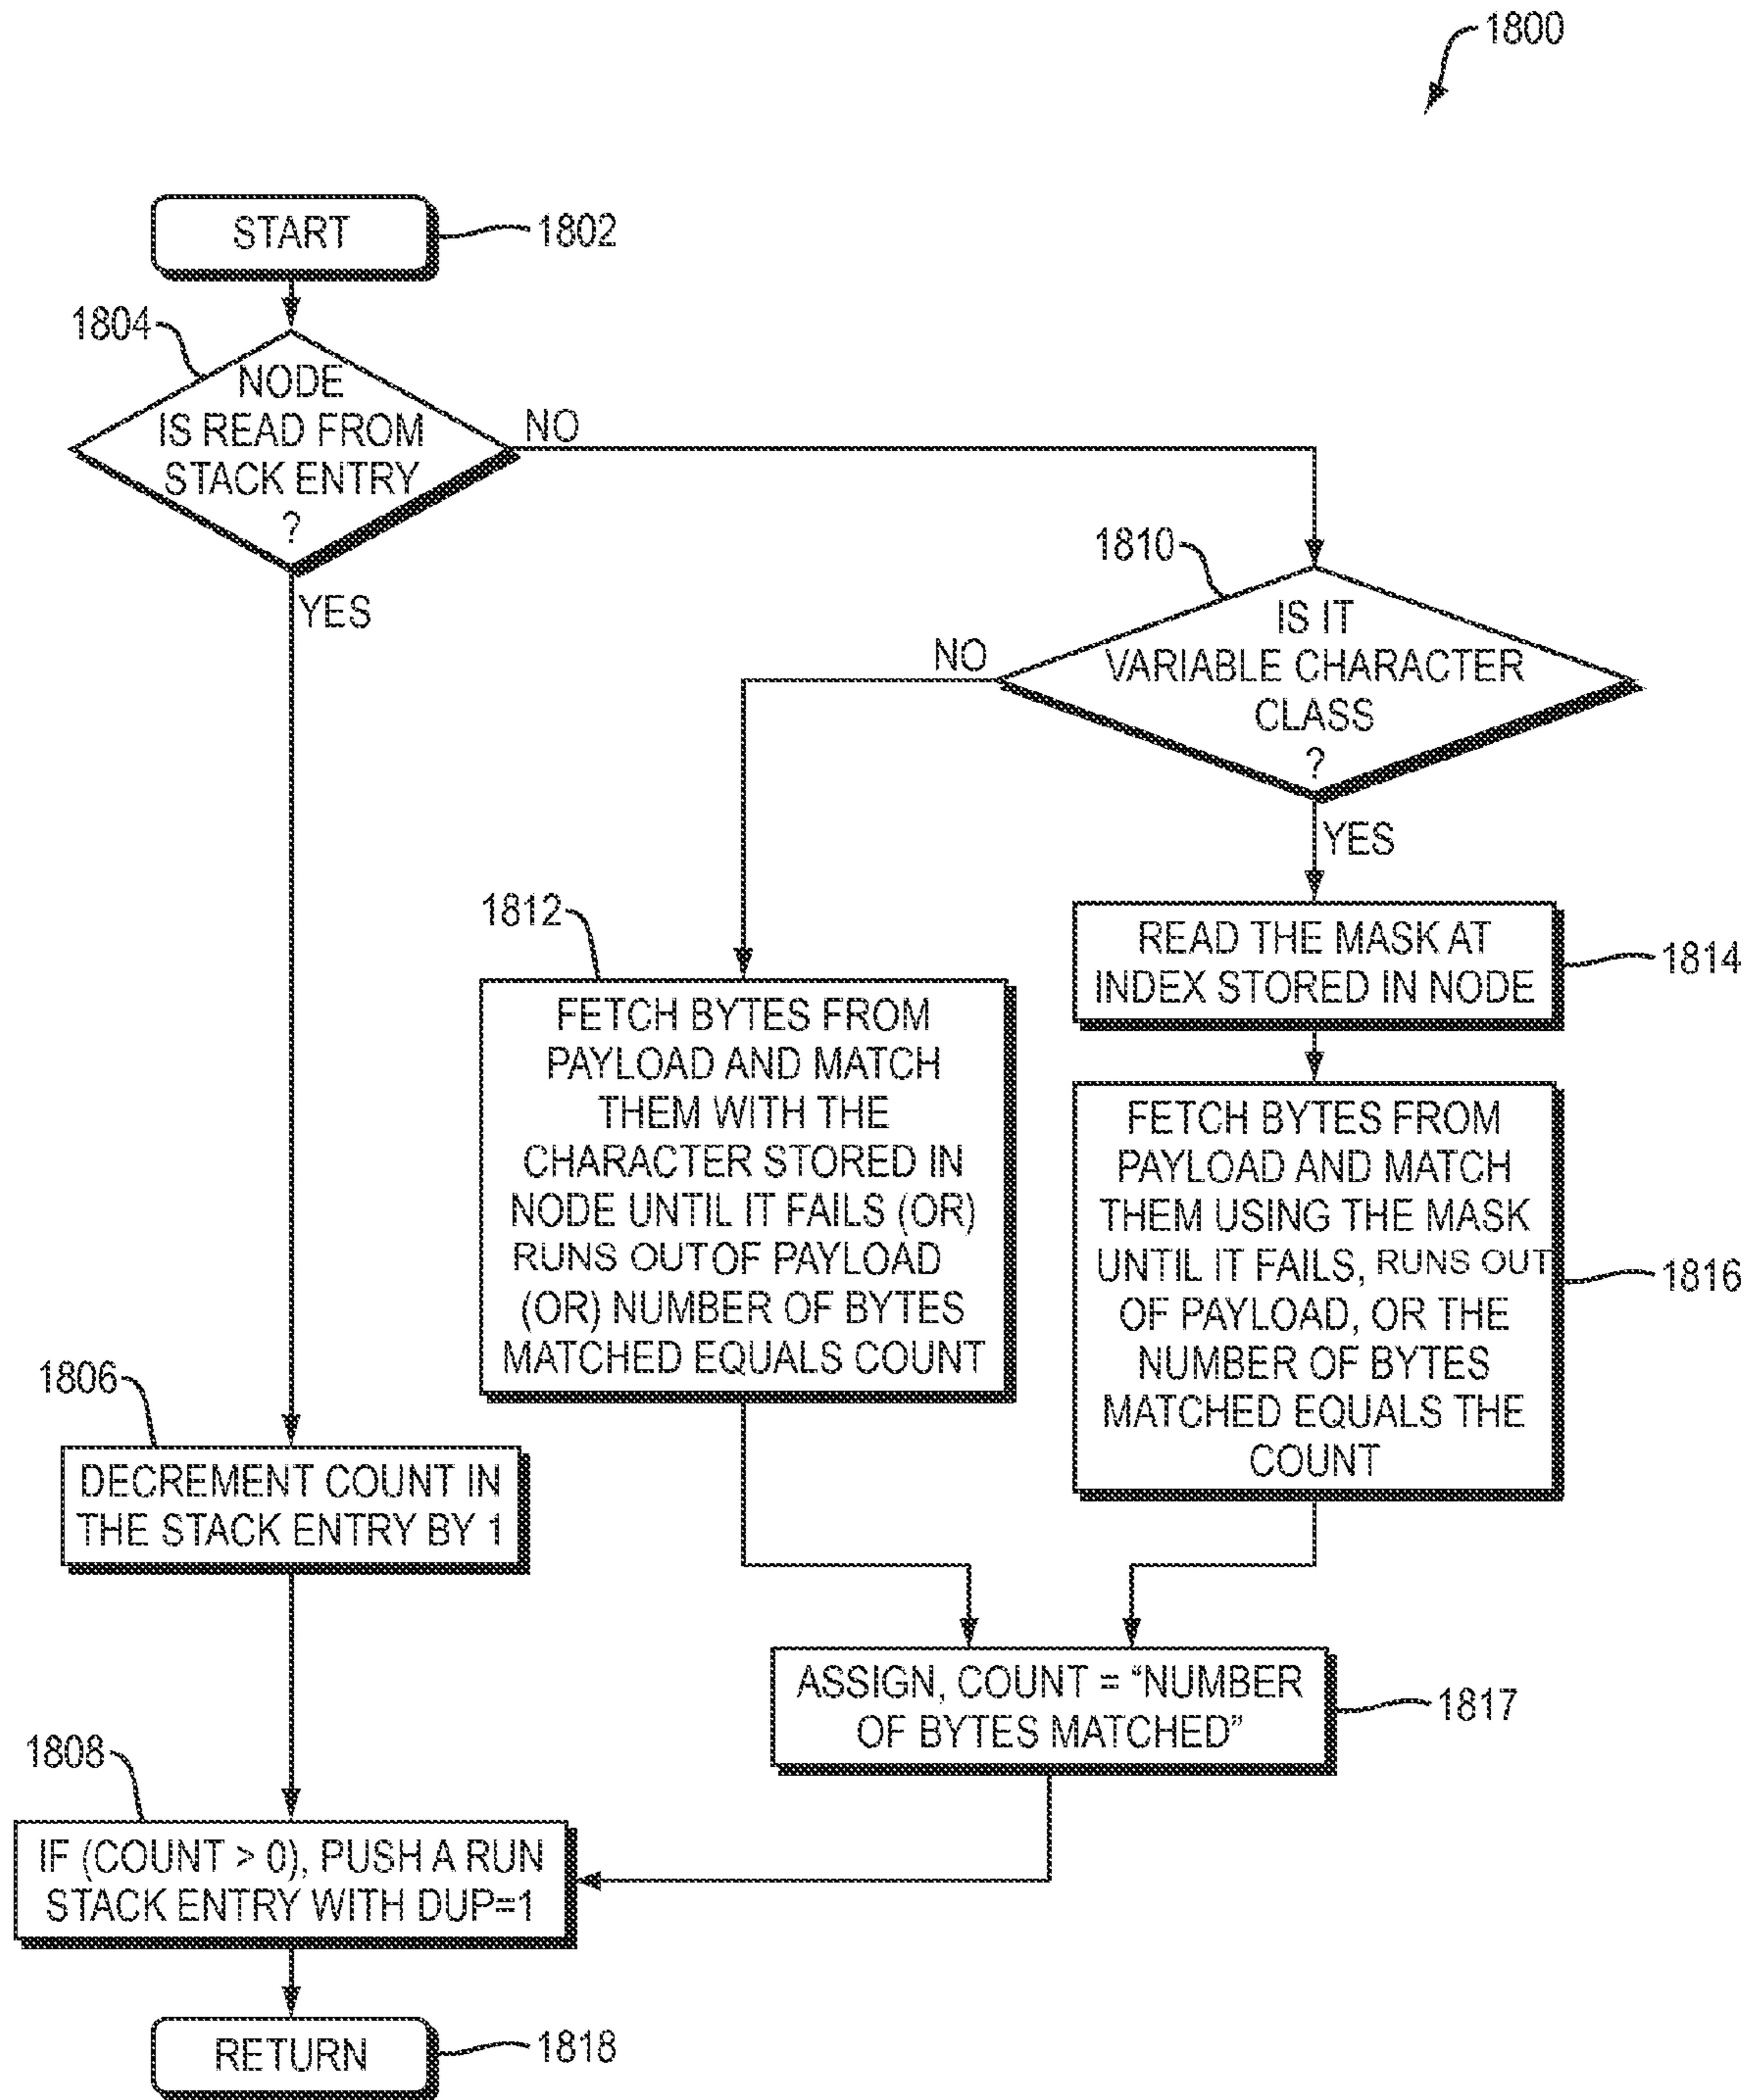 1800
START
1802
1804
NODE
IS READ FROM
STACK ENTRY
?
NO
YES
1810
IS IT
VARIABLE CHARACTER
CLASS
?
NO
YES
1812
FETCH BYTES FROM
PAYLOAD AND MATCH
THEM WITH THE
CHARACTER STORED IN
NODE UNTIL IT FAILS (OR)
RUNS OUT OF PAYLOAD
(OR) NUMBER OF BYTES
MATCHED EQUALS COUNT
READ THE MASK AT
INDEX STORED IN NODE
1814
FETCH BYTES FROM
PAYLOAD AND MATCH
THEM USING THE MASK
UNTIL IT FAILS, RUNS OUT
OF PAYLOAD, OR THE
NUMBER OF BYTES
MATCHED EQUALS THE
COUNT
1816
1806
DECREMENT COUNT IN
THE STACK ENTRY BY 1
ASSIGN, COUNT = “NUMBER
OF BYTES MATCHED”
1817
1808
IF (COUNT > 0), PUSH A RUN
STACK ENTRY WITH DUP=1
RETURN
1818